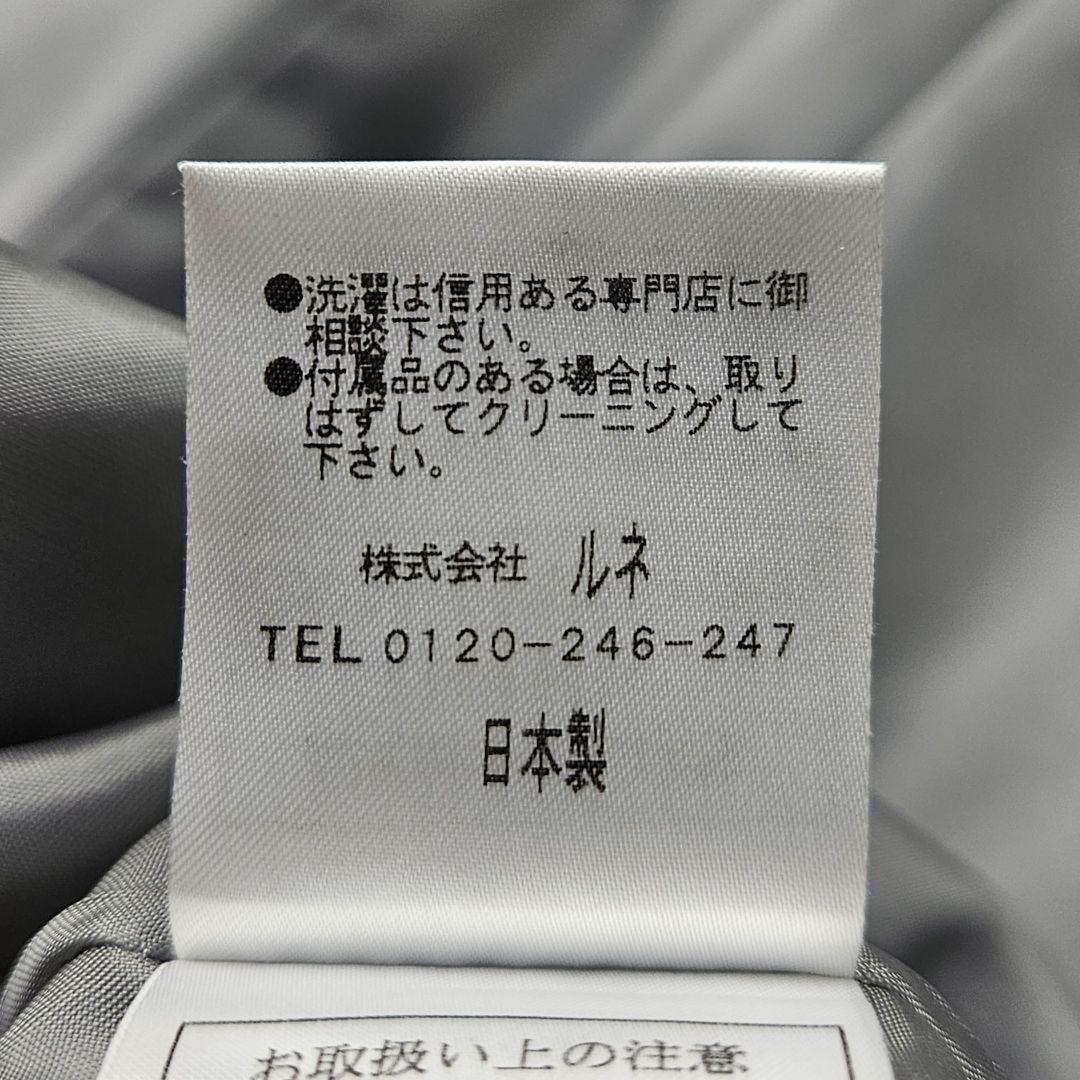 ●洗濯は信用ある専門店に御
相談下さい。
●付属品のある場合は、取り
はずしてクリーニングして
下さい。
株式会社 ルネ
TEL 0120-246-247
日本製
お取扱い上の注意